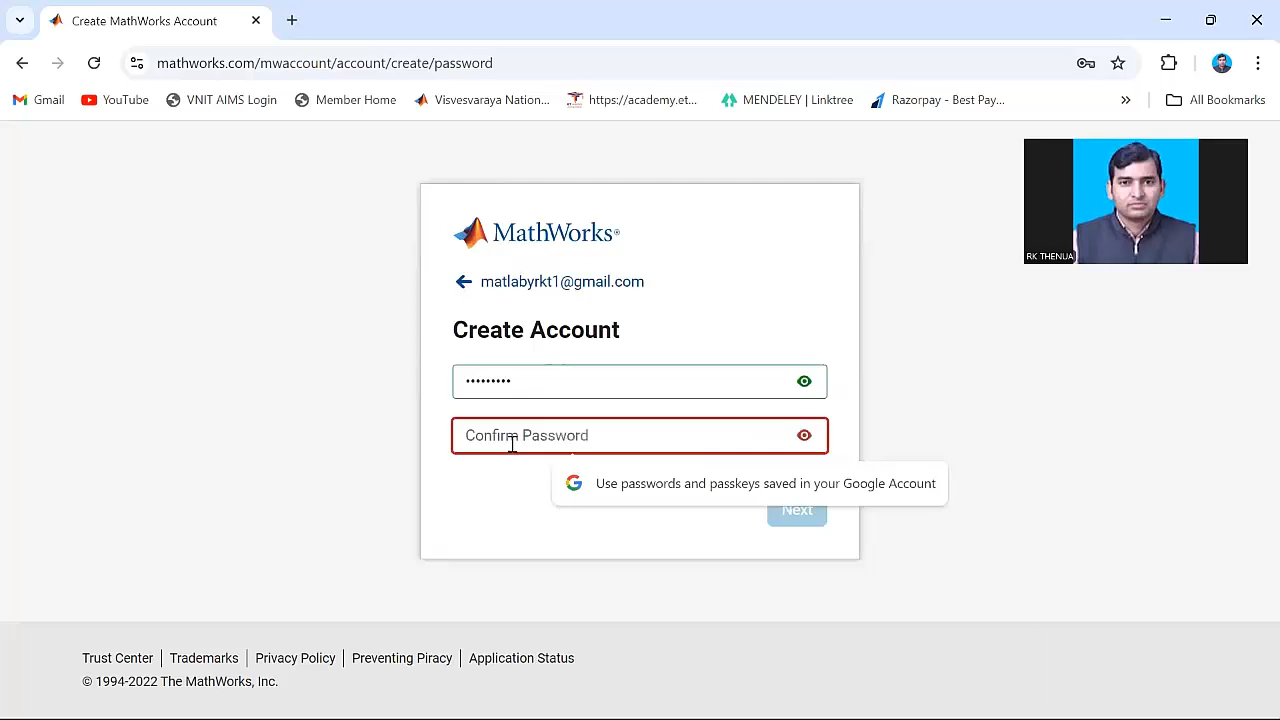 Create MathWorks Account
mathworks.com/mwaccount/account/create/password
Gmail
YouTube
VNIT AIMS Login
Member Home
Visvesvaraya Nation...
https://academy.et...
MENDELEY | Linktree
Razorpay - Best Pay...
All Bookmarks
RK THENUA
MathWorks®
matlabyrkt1@gmail.com
Create Account
Confirm Password
Use passwords and passkeys saved in your Google Account
Next
Trust Center
Trademarks
Privacy Policy
Preventing Piracy
Application Status
© 1994-2022 The MathWorks, Inc.